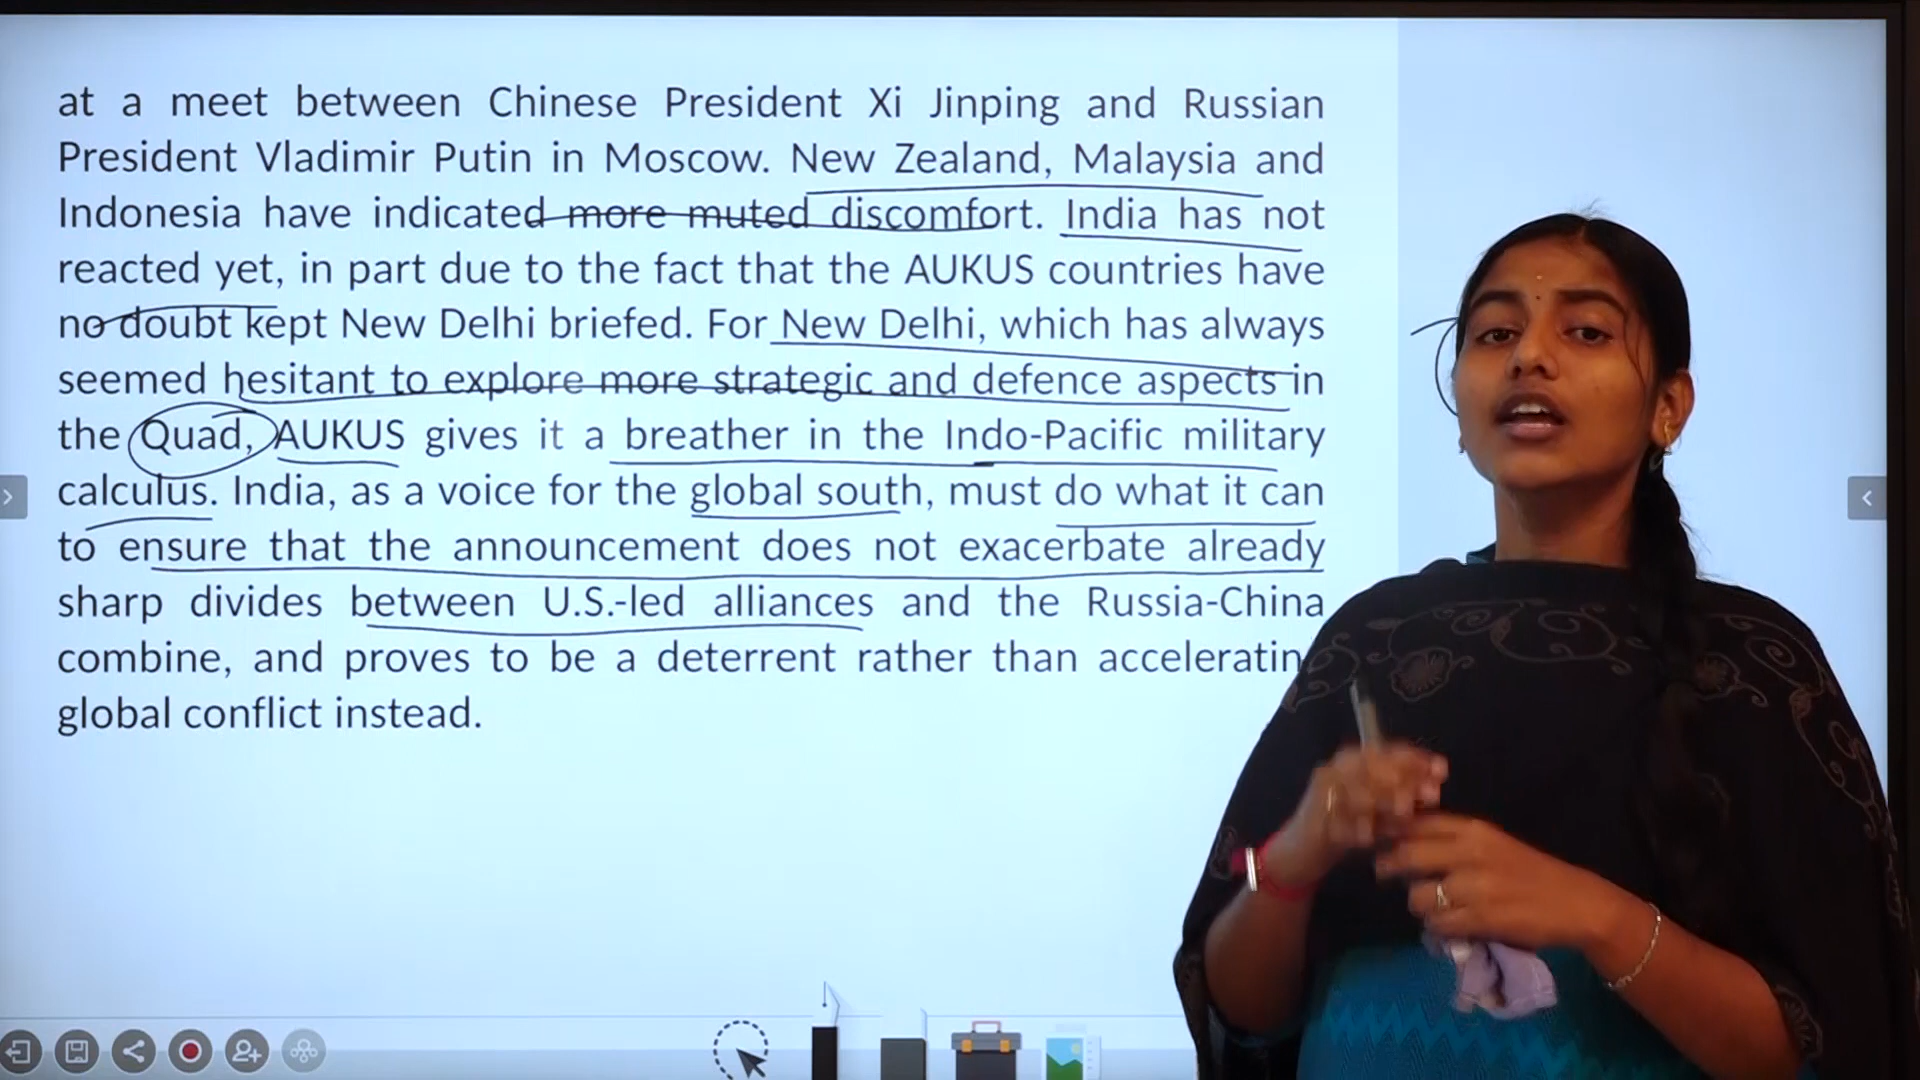 at a meet between Chinese President Xi Jinping and Russian
President Vladimir Putin in Moscow. New Zealand, Malaysia and
Indonesia have indicated more muted discomfort. India has not
reacted yet, in part due to the fact that the AUKUS countries have
no doubt kept New Delhi briefed. For New Delhi, which has always
seemed hesitant to explore more strategic and defence aspects in
the Quad, AUKUS gives it a breather in the Indo-Pacific military
calculus. India, as a voice for the global south, must do what it can
to ensure that the announcement does not exacerbate already
sharp divides between U.S.-led alliances and the Russia-China
combine, and proves to be a deterrent rather than acceleratin
global conflict instead.